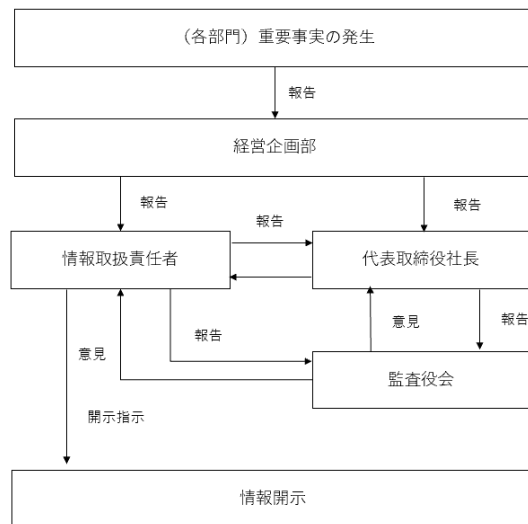 （各部門）重要事実の発生
報告
経営企画部
報告
報告
報告
情報取扱責任者
代表取締役社長
報告
意見
報告
意見
監査役会
開示指示
情報開示